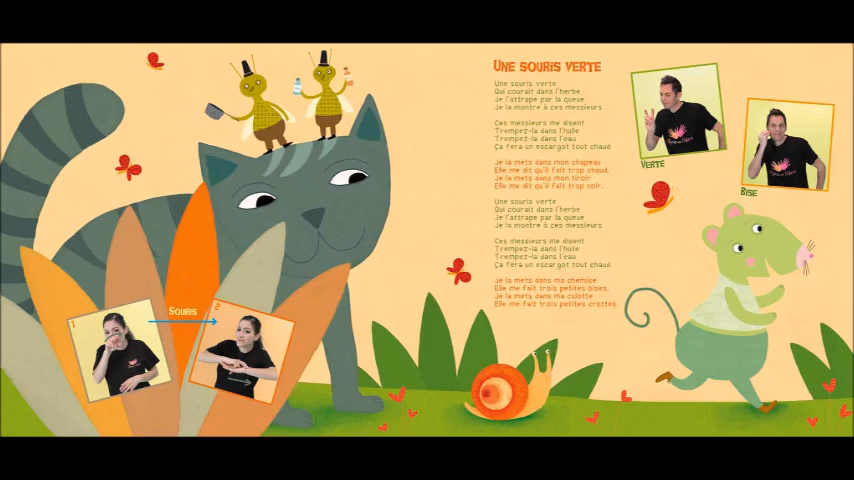 UNE SOURIS VERTE
Une souris verte
Qui courait dans l'herbe
Je l'attrape par la queue
Je la montre à ces messieurs
Ces messieurs me disent
Trempez-la dans l'huile
Trempez-la dans l'eau
Ça fera un escargot tout chaud
Je la mets dans mon chapeau
Elle me dit qu'il fait trop chaud.
Je la mets dans mon tiroir
Elle me dit qu'il fait trop noir.
Une souris verte
Qui courait dans l'herbe
Je l'attrape par la queue
Je la montre à ces messieurs
Ces messieurs me disent
Trempez-la dans l'huile
Trempez-la dans l'eau
Ça fera un escargot tout chaud
Je la mets dans ma chemise
Elle me fait trois petites bises,
Je la mets dans ma culotte
Elle me fait trois petites crottes.
VERTE
BISE
1
SOURIS
2